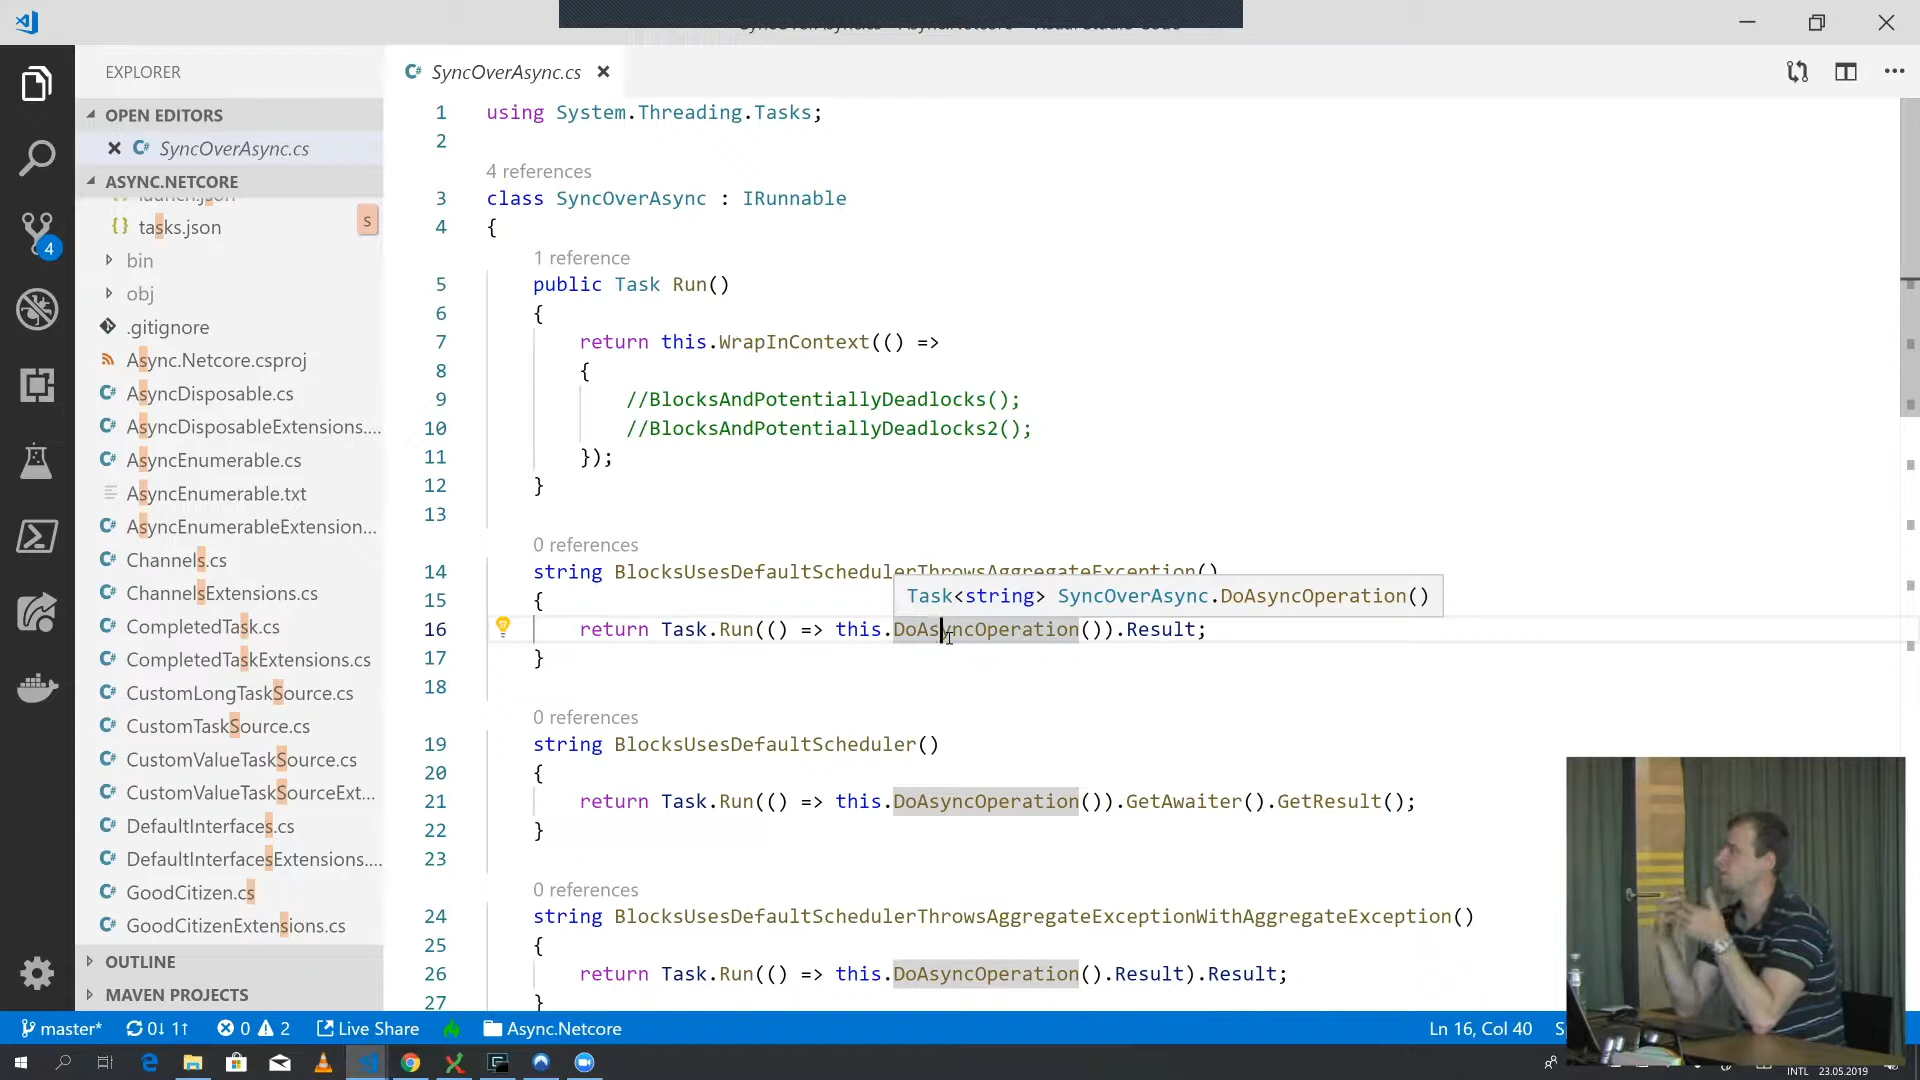 EXPLORER
OPEN EDITORS
SyncOverAsync.cs
ASYNC.NETCORE
launch.json
tasks.json
S
bin
obj
.gitignore
Async.Netcore.csproj
AsyncDisposable.cs
AsyncDisposableExtensions....
AsyncEnumerable.cs
AsyncEnumerable.txt
AsyncEnumerableExtension...
Channels.cs
ChannelsExtensions.cs
CompletedTask.cs
CompletedTaskExtensions.cs
CustomLongTaskSource.cs
CustomTaskSource.cs
CustomValueTaskSource.cs
CustomValueTaskSourceExt...
DefaultInterfaces.cs
DefaultInterfacesExtensions....
GoodCitizen.cs
GoodCitizenExtensions.cs
OUTLINE
MAVEN PROJECTS
4
SyncOverAsync.cs
1 using System.Threading.Tasks;
2
4 references
3 class SyncOverAsync : IRunnable
4 {
1 reference
5 public Task Run()
6 {
7 return this.WrapInContext(() =>
8 {
9 //BlocksAndPotentiallyDeadlocks();
10 //BlocksAndPotentiallyDeadlocks2();
11 });
12 }
13
0 references
14 string BlocksUsesDefaultSchedulerThrowsAggregateException()
Task<string> SyncOverAsync.DoAsyncOperation()
15 {
16 return Task.Run(() => this.DoAsyncOperation()).Result;
17 }
18
0 references
19 string BlocksUsesDefaultScheduler()
20 {
21 return Task.Run(() => this.DoAsyncOperation()).GetAwaiter().GetResult();
22 }
23
0 references
24 string BlocksUsesDefaultSchedulerThrowsAggregateExceptionWithAggregateException()
25 {
26 return Task.Run(() => this.DoAsyncOperation().Result).Result;
27 }
master* 0↓ 1↑ 0 2 Live Share Async.Netcore Ln 16, Col 40 S
INTL 23.05.2019